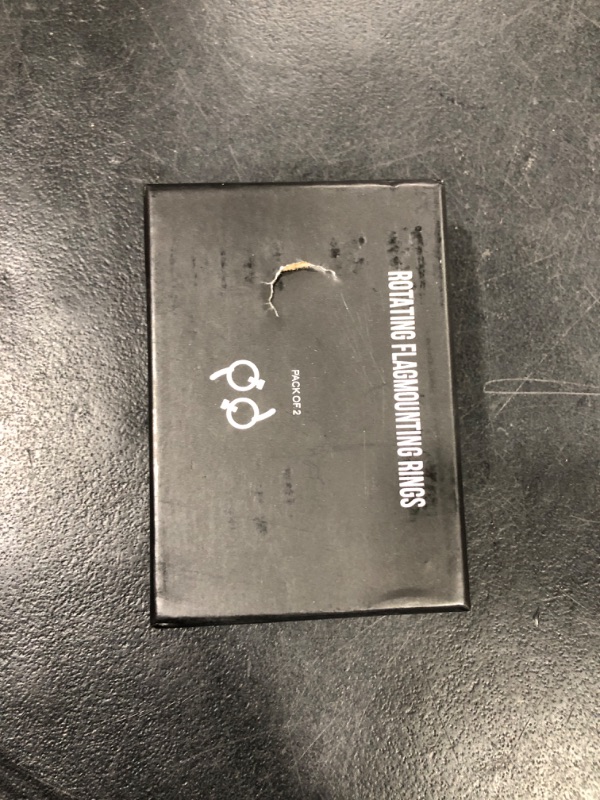 ROTATING FLAGMOUNTING RINGS
PACK OF 2